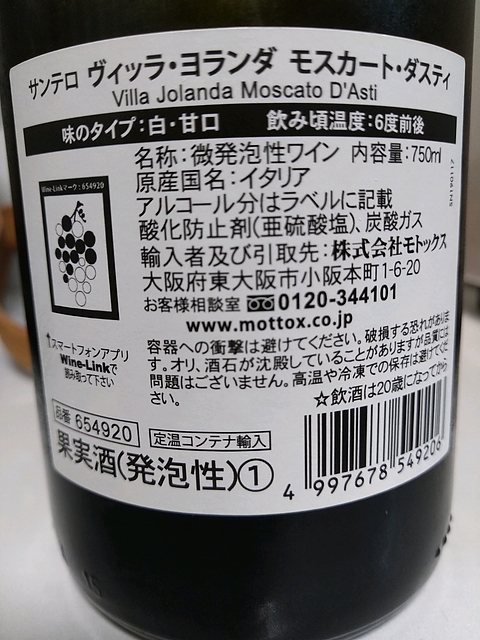 サンテロ ヴィッラ・ヨランダ モスカート・ダスティ
Villa Jolanda Moscato D'Asti
味のタイプ：白・甘口 飲み頃温度：6度前後
名称：微発泡性ワイン 内容量：750ml
原産国名：イタリア
アルコール分はラベルに記載
酸化防止剤(亜硫酸塩)、炭酸ガス
輸入者及び引取先：株式会社モトックス
大阪府東大阪市小阪本町1-6-20
お客様相談室 0120-344101
www.mottox.co.jp
Wine-Linkマーク：654920
スマートフォンアプリ
Wine-Linkで
読み取って下さい
容器への衝撃は避けてください。破損する恐れがありま
す。オリ、酒石が沈殿していることがありますが品質には
問題はございません。高温や冷凍での保存は避けてくだ
さい。
☆飲酒は20歳になってから
品番 654920
定温コンテナ輸入
果実酒(発泡性)①
4 997678 549206